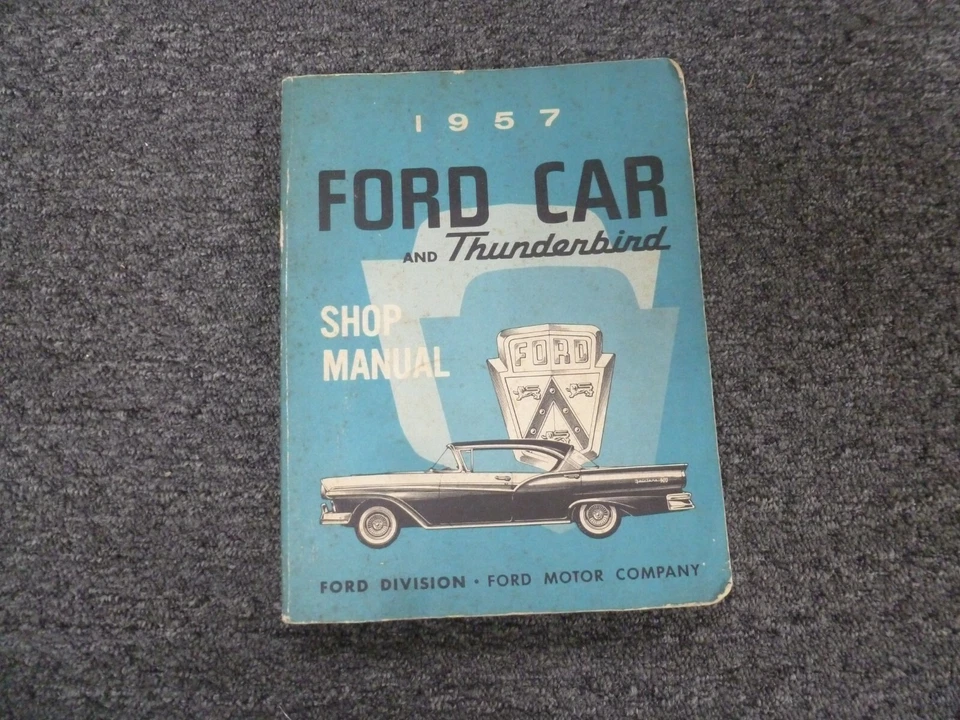 1957
FORD CAR
AND Thunderbird
SHOP
MANUAL
FORD
FORD DIVISION · FORD MOTOR COMPANY